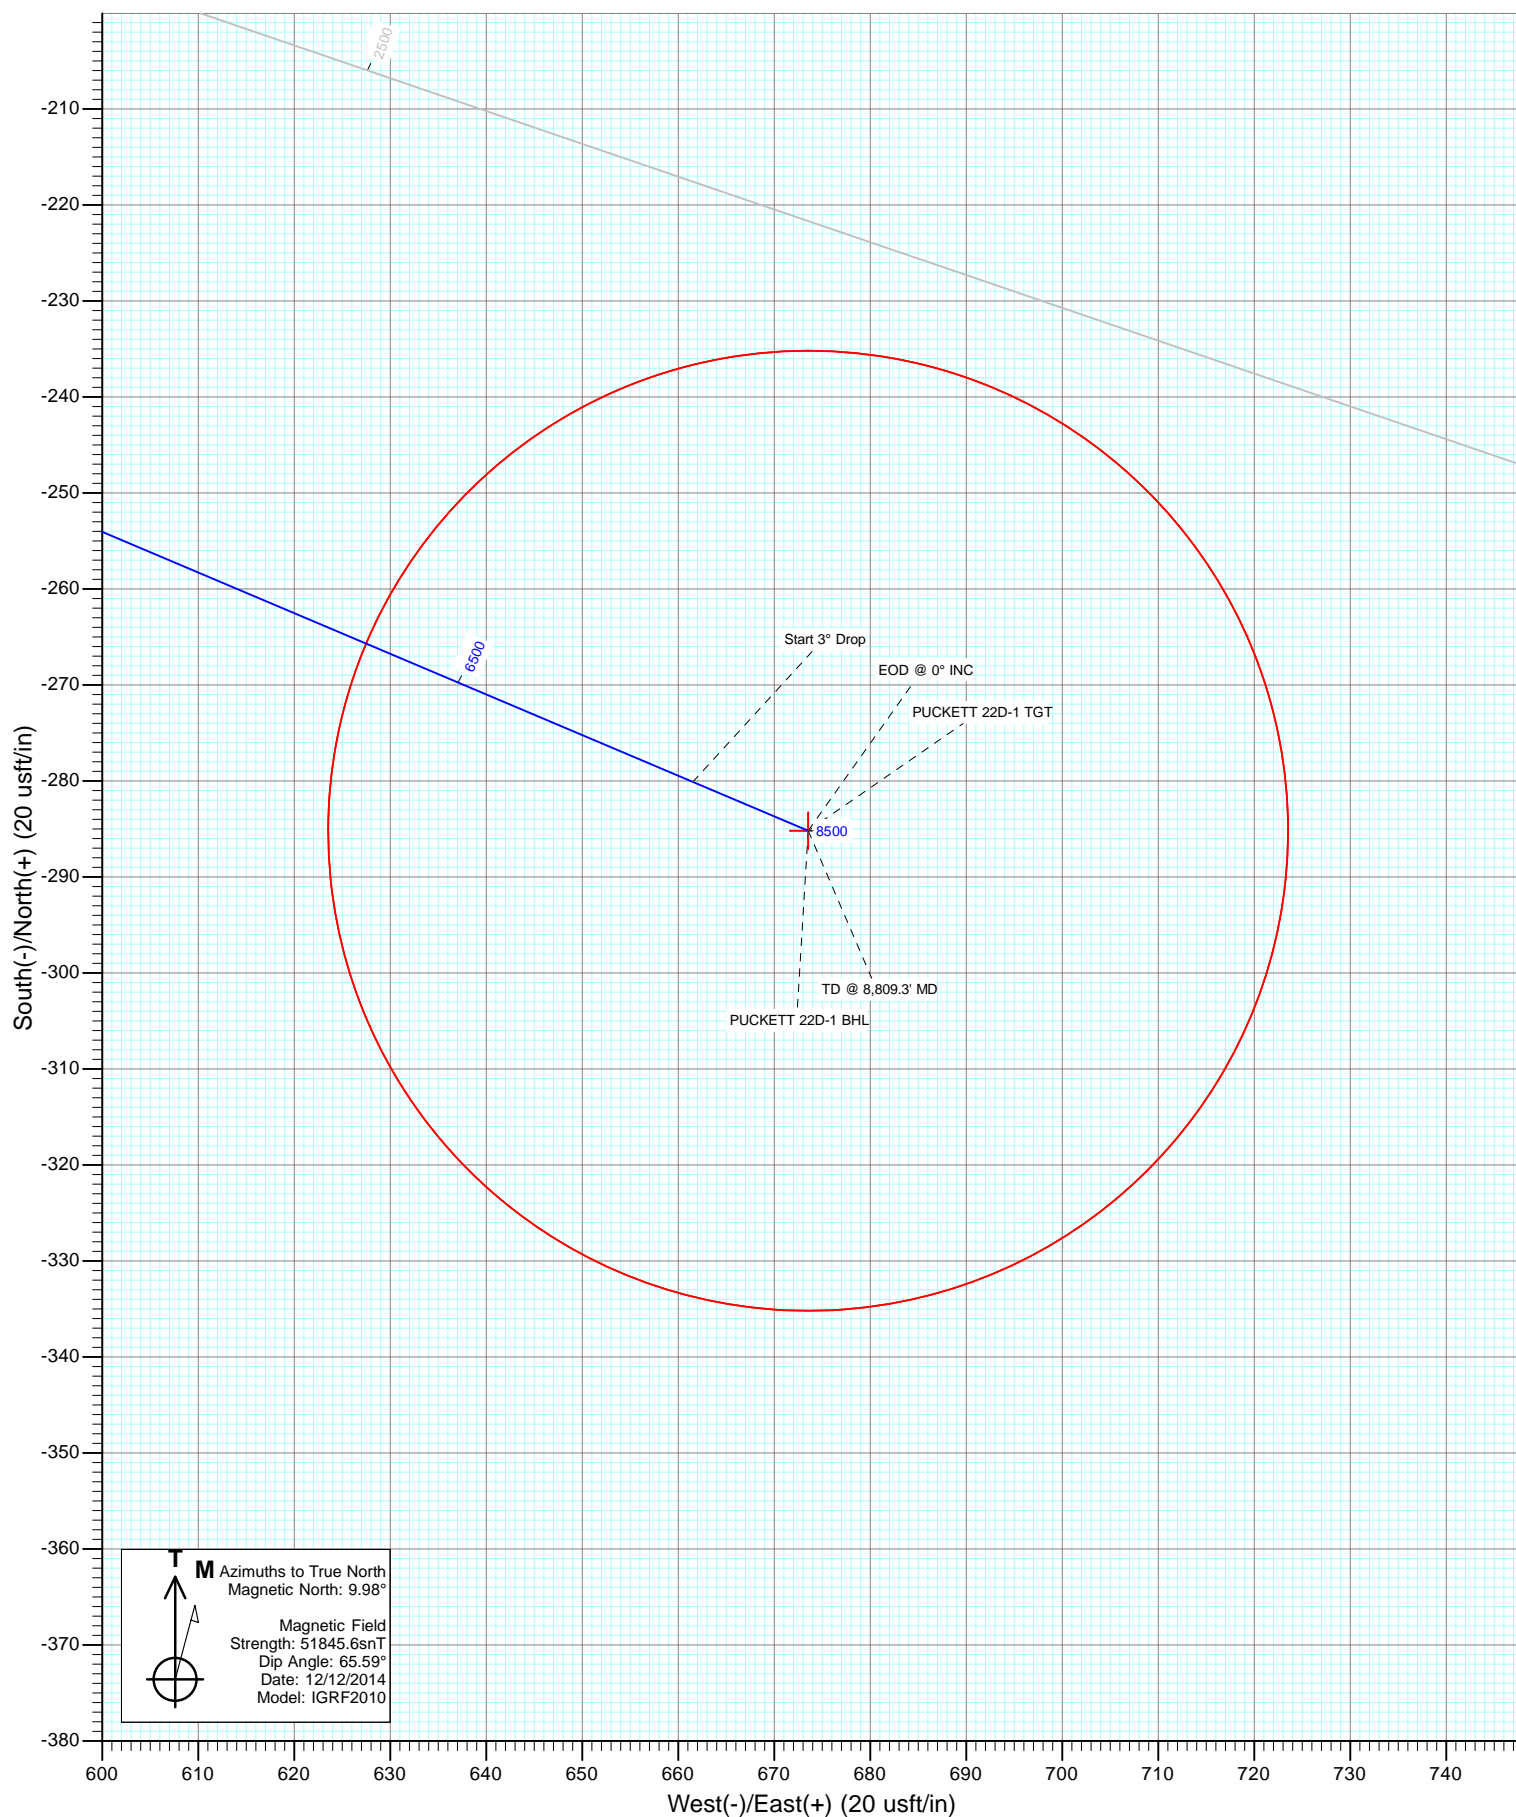 2500
-210
-220
-230
-240
-250
-260
-270
-280
-290
-300
-310
-320
-330
-340
-350
-360
-370
-380
South(-)/North(+) (20 usft/in)
6500
Start 3° Drop
EOD @ 0° INC
PUCKETT 22D-1 TGT
8500
TD @ 8,809.3' MD
PUCKETT 22D-1 BHL
T
M
Azimuths to True North
Magnetic North: 9.98°
Magnetic Field
Strength: 51845.6snT
Dip Angle: 65.59°
Date: 12/12/2014
Model: IGRF2010
600 610 620 630 640 650 660 670 680 690 700 710 720 730 740
West(-)/East(+) (20 usft/in)